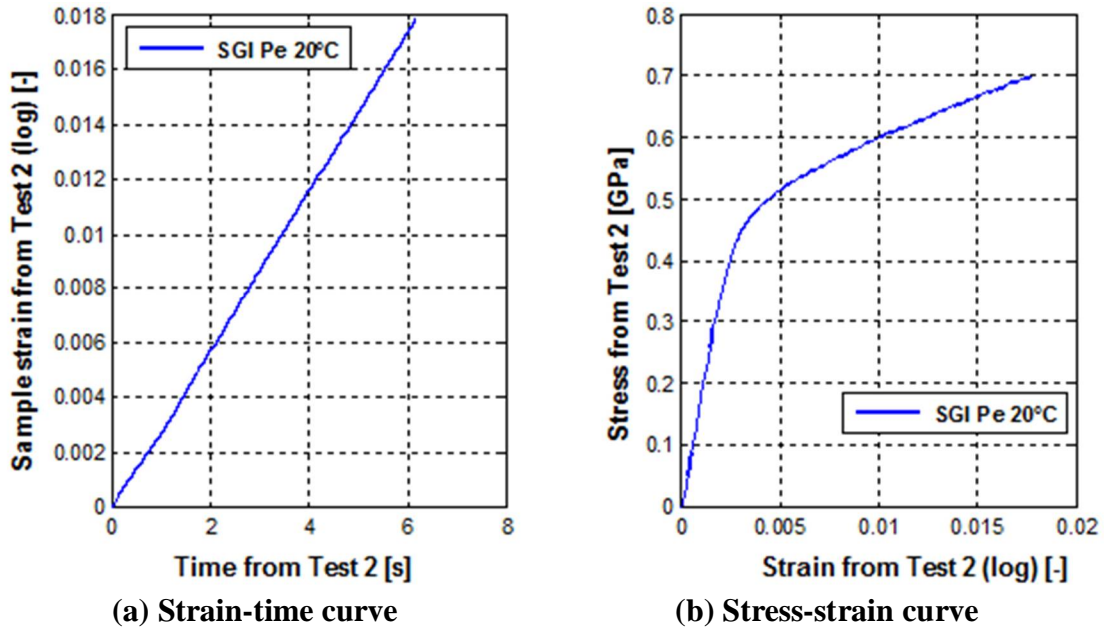 0.018
0.016
0.014
0.012
0.01
0.008
0.006
0.004
0.002
0
Sample strain from Test 2 (log) [-]
SGI Pe 20°C
0 2 4 6 8
Time from Test 2 [s]
(a) Strain-time curve
0.8
0.7
0.6
0.5
0.4
0.3
0.2
0.1
0
Stress from Test 2 [GPa]
SGI Pe 20°C
0 0.005 0.01 0.015 0.02
Strain from Test 2 (log) [-]
(b) Stress-strain curve